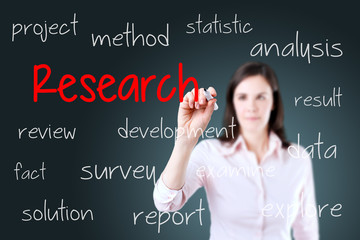 project method statistic
analysis
Research
result
review development
data
fact survey examine
solution report explore